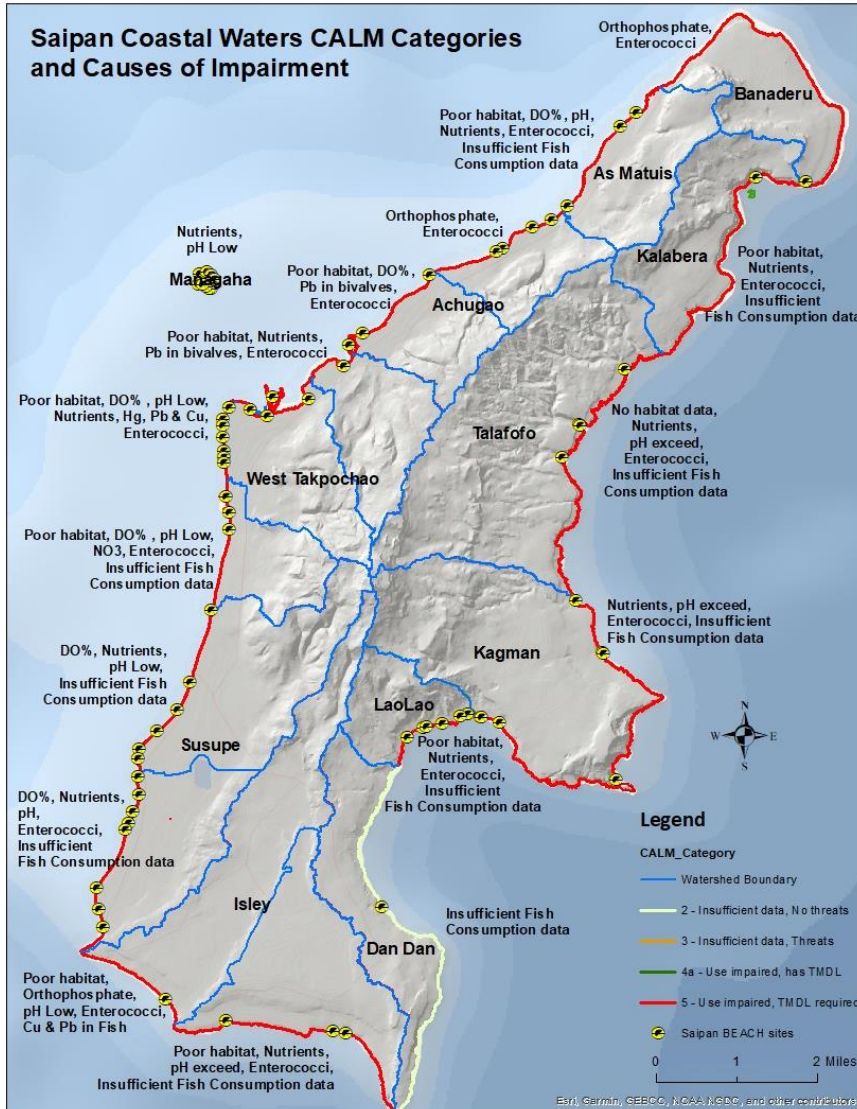 Saipan Coastal Waters CALM Categories
and Causes of Impairment
Orthophosphate,
Enterococci
Banaderu
Poor habitat, DO%, pH,
Nutrients, Enterococci,
Insufficient Fish
Consumption data
As Matuis
Orthophosphate,
Enterococci
Nutrients,
pH Low
Mañagaha
Kalabera
Poor habitat,
Nutrients,
Enterococci,
Insufficient
Fish Consumption data
Poor habitat, DO%,
Pb in bivalves,
Enterococci
Achugao
Poor habitat, Nutrients,
Pb in bivalves, Enterococci
Poor habitat, DO% , pH Low,
Nutrients, Hg, Pb & Cu,
Enterococci,
No habitat data,
Nutrients,
pH exceed,
Enterococci,
Insufficient Fish
Consumption data
Talafofo
West Takpochao
Poor habitat, DO% , pH Low,
NO3, Enterococci,
Insufficient Fish
Consumption data
Nutrients, pH exceed,
Enterococci, Insufficient
Fish Consumption data
Kagman
DO%, Nutrients,
pH Low,
Insufficient Fish
Consumption data
LaoLao
Susupe
Poor habitat,
Nutrients,
Enterococci,
Insufficient
Fish Consumption data
N
W E
S
DO%, Nutrients,
pH,
Enterococci,
Insufficient
Fish Consumption data
Isley
Insufficient Fish
Consumption data
Dan Dan
Poor habitat,
Orthophosphate,
pH Low, Enterococci,
Cu & Pb in Fish
Poor habitat, Nutrients,
pH exceed, Enterococci,
Insufficient Fish Consumption data
Legend
CALM_Category
Watershed Boundary
2 - Insufficient data, No threats
3 - Insufficient data, Threats
4a - Use impaired, has TMDL
5 - Use impaired, TMDL required
Saipan BEACH sites
0 1 2 Miles
Esri, Garmin, GEBCO, NOAA NGDC, and other contributors